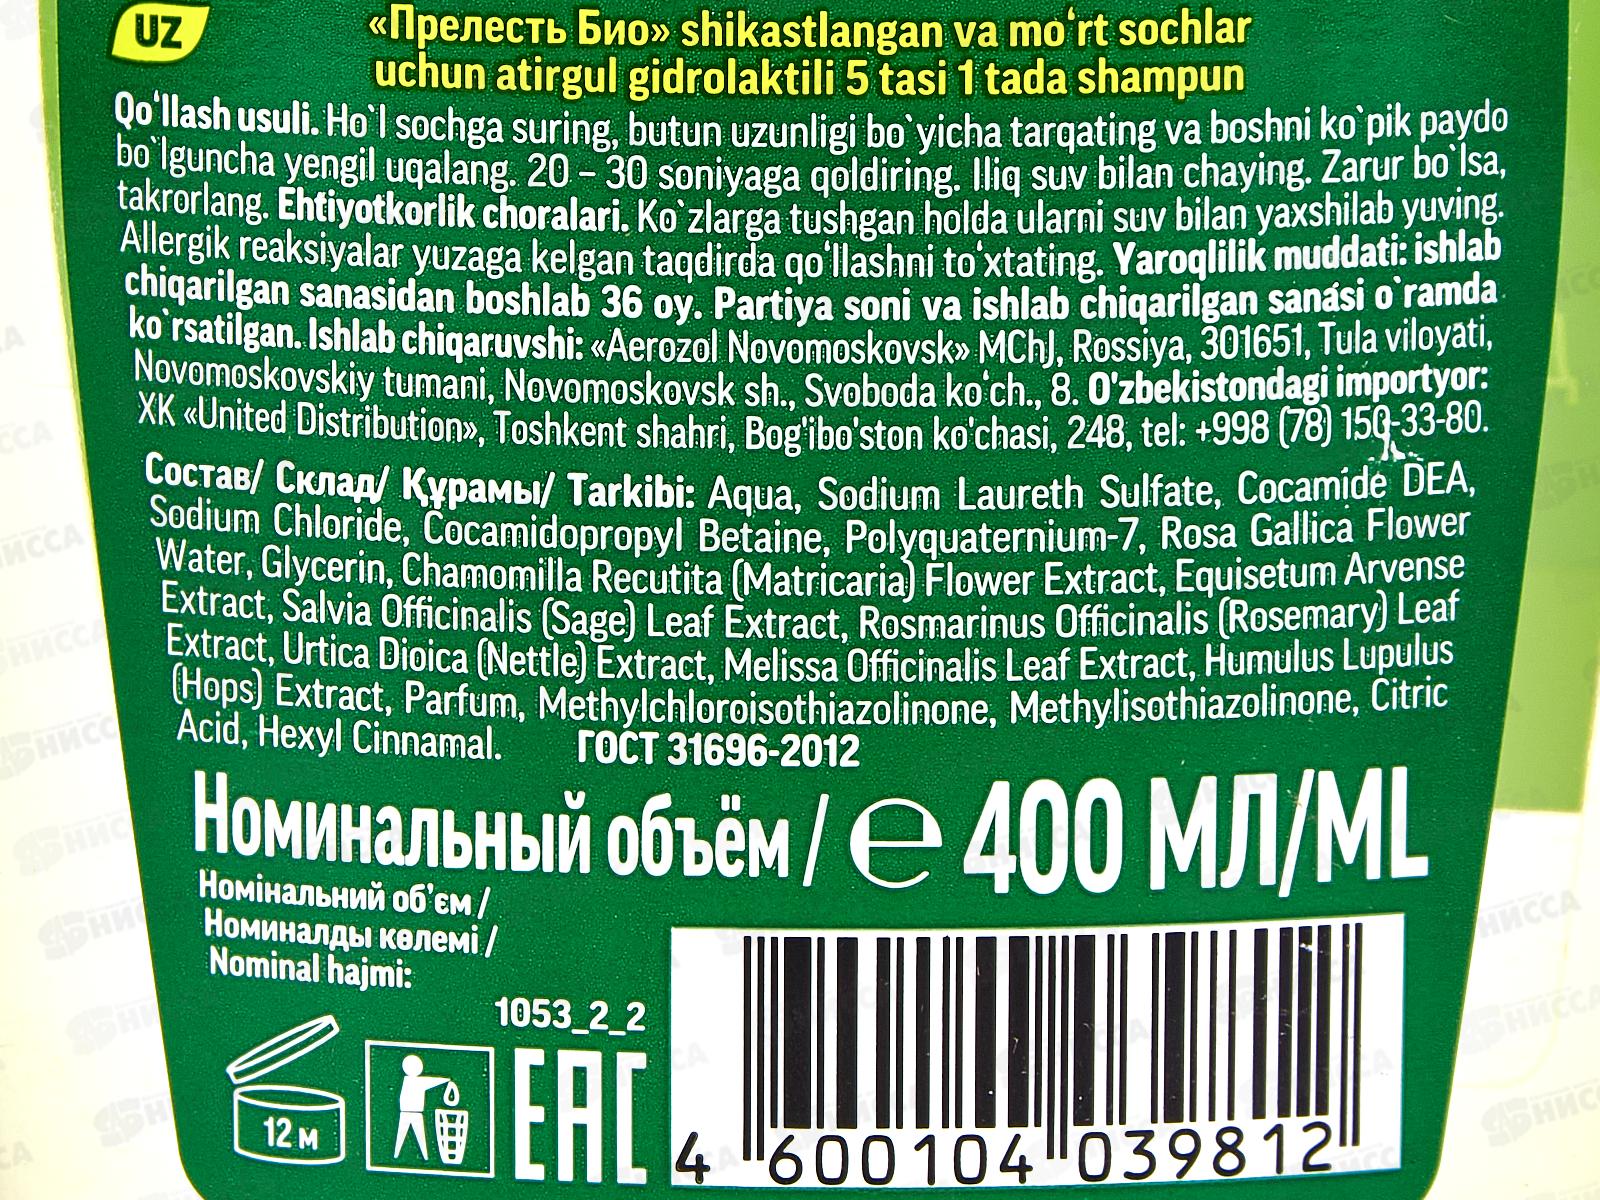 UZ
«Прелесть Био» shikastlangan va mo‘rt sochlar
uchun atirgul gidrolaktili 5 tasi 1 tada shampun
Qo‘llash usuli. Ho`l sochga suring, butun uzunligi bo`yicha tarqating va boshni ko`pik paydo
bo`lguncha yengil uqalang. 20 – 30 soniyaga qoldiring. Iliq suv bilan chaying. Zarur bo`lsa,
takrorlang. Ehtiyotkorlik choralari. Ko`zlarga tushgan holda ularni suv bilan yaxshilab yuving.
Allergik reaksiyalar yuzaga kelgan taqdirda qo‘llashni to‘xtating. Yaroqlilik muddati: ishlab
chiqarilgan sanasidan boshlab 36 oy. Partiya soni va ishlab chiqarilgan sanasi o`ramda
ko`rsatilgan. Ishlab chiqaruvshi: «Aerozol Novomoskovsk» MChJ, Rossiya, 301651, Tula viloyati,
Novomoskovskiy tumani, Novomoskovsk sh., Svoboda ko‘ch., 8. O'zbekistondagi importyor:
XK «United Distribution», Toshkent shahri, Bog'ibo'ston ko'chasi, 248, tel: +998 (78) 150-33-80.
Состав/ Склад/ Құрамы/ Tarkibi: Aqua, Sodium Laureth Sulfate, Cocamide DEA,
Sodium Chloride, Cocamidopropyl Betaine, Polyquaternium-7, Rosa Gallica Flower
Water, Glycerin, Chamomilla Recutita (Matricaria) Flower Extract, Equisetum Arvense
Extract, Salvia Officinalis (Sage) Leaf Extract, Rosmarinus Officinalis (Rosemary) Leaf
Extract, Urtica Dioica (Nettle) Extract, Melissa Officinalis Leaf Extract, Humulus Lupulus
(Hops) Extract, Parfum, Methylchloroisothiazolinone, Methylisothiazolinone, Citric
Acid, Hexyl Cinnamal. ГОСТ 31696-2012
Номинальный объём / ℮ 400 МЛ/ML
Номінальний об'єм /
Номиналды көлемі /
Nominal hajmi:
1053_2_2
12 м
EAC
4 600104 039812
НИССА